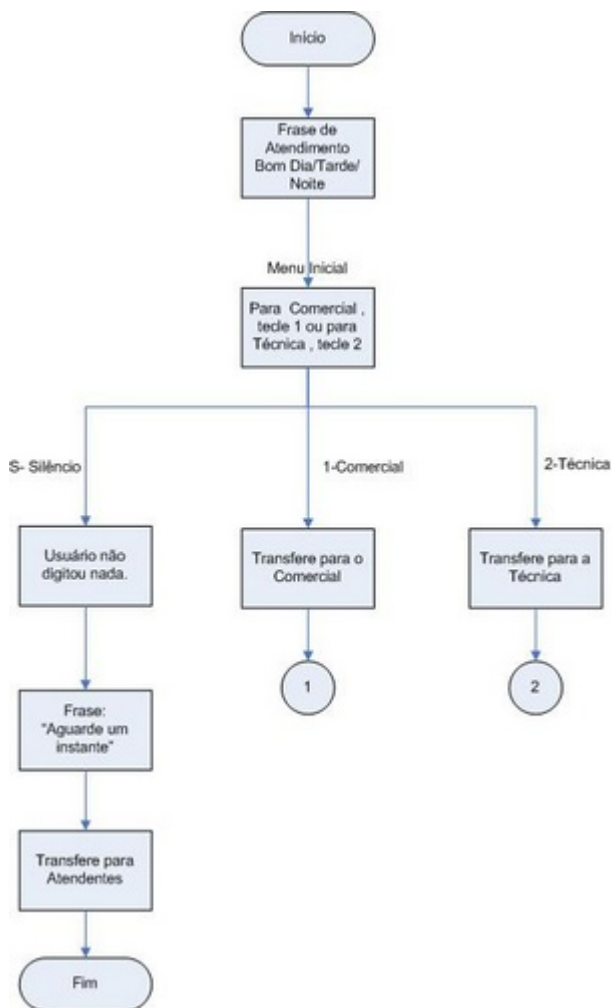 Início
Frase de
Atendimento
Bom Dia/Tarde/
Noite
Menu Inicial
Para Comercial ,
tecle 1 ou para
Técnica , tecle 2
S- Silêncio
1-Comercial
2-Técnica
Usuário não
digitou nada.
Transfere para o
Comercial
Transfere para a
Técnica
1
2
Frase:
"Aguarde um
instante"
Transfere para
Atendentes
Fim